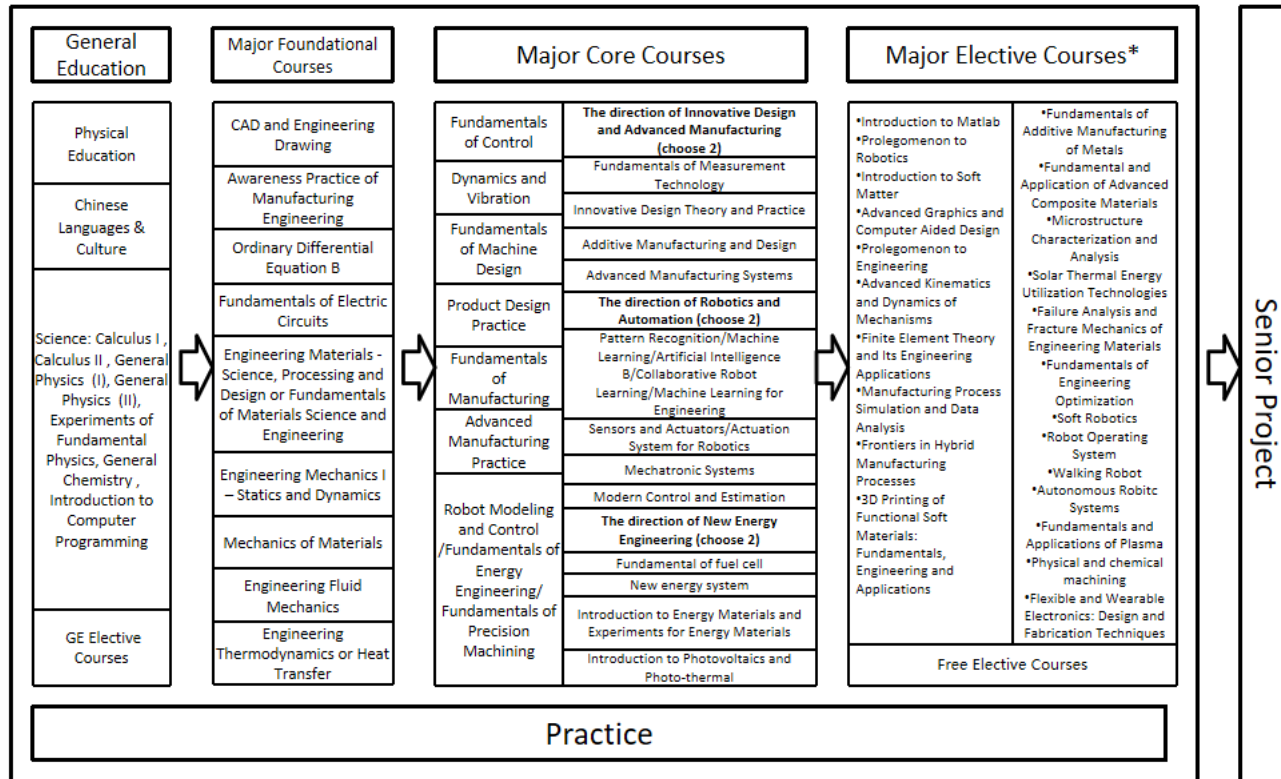 General
Education
Major Foundational
Courses
Major Core Courses
Major Elective Courses*
Physical
Education
Chinese
Languages &
Culture
Science: Calculus I ,
Calculus II , General
Physics (I), General
Physics (II),
Experiments of
Fundamental
Physics, General
Chemistry ,
Introduction to
Computer
Programming
GE Elective
Courses
CAD and Engineering
Drawing
Awareness Practice of
Manufacturing
Engineering
Ordinary Differential
Equation B
Fundamentals of Electric
Circuits
Engineering Materials -
Science, Processing and
Design or Fundamentals
of Materials Science and
Engineering
Engineering Mechanics I
– Statics and Dynamics
Mechanics of Materials
Engineering Fluid
Mechanics
Engineering
Thermodynamics or Heat
Transfer
Fundamentals
of Control
Dynamics and
Vibration
Fundamentals
of Machine
Design
Product Design
Practice
Fundamentals
of
Manufacturing
Advanced
Manufacturing
Practice
Robot Modeling
and Control
/Fundamentals of
Energy
Engineering/
Fundamentals of
Precision
Machining
The direction of Innovative Design
and Advanced Manufacturing
(choose 2)
Fundamentals of Measurement
Technology
Innovative Design Theory and Practice
Additive Manufacturing and Design
Advanced Manufacturing Systems
The direction of Robotics and
Automation (choose 2)
Pattern Recognition/Machine
Learning/Artificial Intelligence
B/Collaborative Robot
Learning/Machine Learning for
Engineering
Sensors and Actuators/Actuation
System for Robotics
Mechatronic Systems
Modern Control and Estimation
The direction of New Energy
Engineering (choose 2)
Fundamental of fuel cell
New energy system
Introduction to Energy Materials and
Experiments for Energy Materials
Introduction to Photovoltaics and
Photo-thermal
•Introduction to Matlab
•Prolegomenon to
Robotics
•Introduction to Soft
Matter
•Advanced Graphics and
Computer Aided Design
•Prolegomenon to
Engineering
•Advanced Kinematics
and Dynamics of
Mechanisms
•Finite Element Theory
and Its Engineering
Applications
•Manufacturing Process
Simulation and Data
Analysis
•Frontiers in Hybrid
Manufacturing
Processes
•3D Printing of
Functional Soft
Materials:
Fundamentals,
Engineering and
Applications
•Fundamentals of
Additive Manufacturing
of Metals
•Fundamental and
Application of Advanced
Composite Materials
•Microstructure
Characterization and
Analysis
•Solar Thermal Energy
Utilization Technologies
•Failure Analysis and
Fracture Mechanics of
Engineering Materials
•Fundamentals of
Engineering
Optimization
•Soft Robotics
•Robot Operating
System
•Walking Robot
•Autonomous Robitc
Systems
•Fundamentals and
Applications of Plasma
•Physical and chemical
machining
•Flexible and Wearable
Electronics: Design and
Fabrication Techniques
Free Elective Courses
Practice
Senior Project